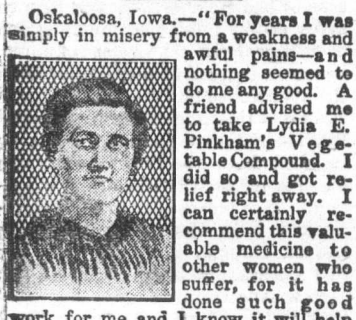 Oskaloosa, Iowa.—"For years I was
simply in misery from a weakness and
awful pains—and
nothing seemed to
do me any good. A
friend advised me
to take Lydia E.
Pinkham's Vege-
table Compound. I
did so and got re-
lief right away. I
can certainly re-
commend this valu-
able medicine to
other women who
suffer, for it has
done such good
work for me and I know it will help